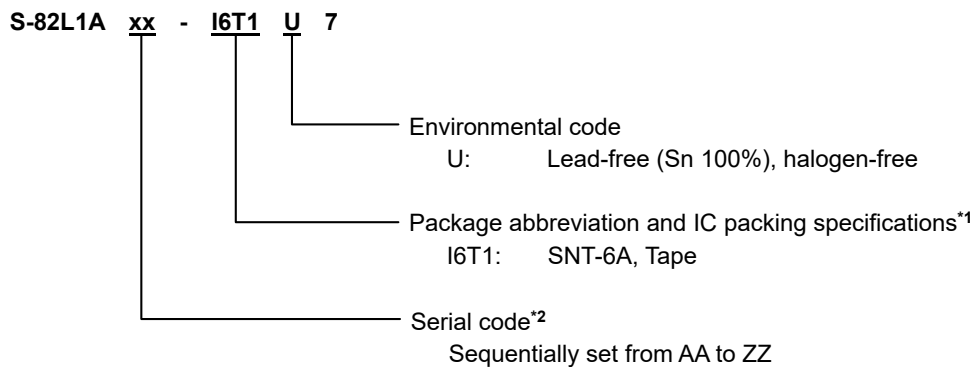 S-82L1A xx - I6T1 U 7
Environmental code
U: Lead-free (Sn 100%), halogen-free
Package abbreviation and IC packing specifications*1
I6T1: SNT-6A, Tape
Serial code*2
Sequentially set from AA to ZZ